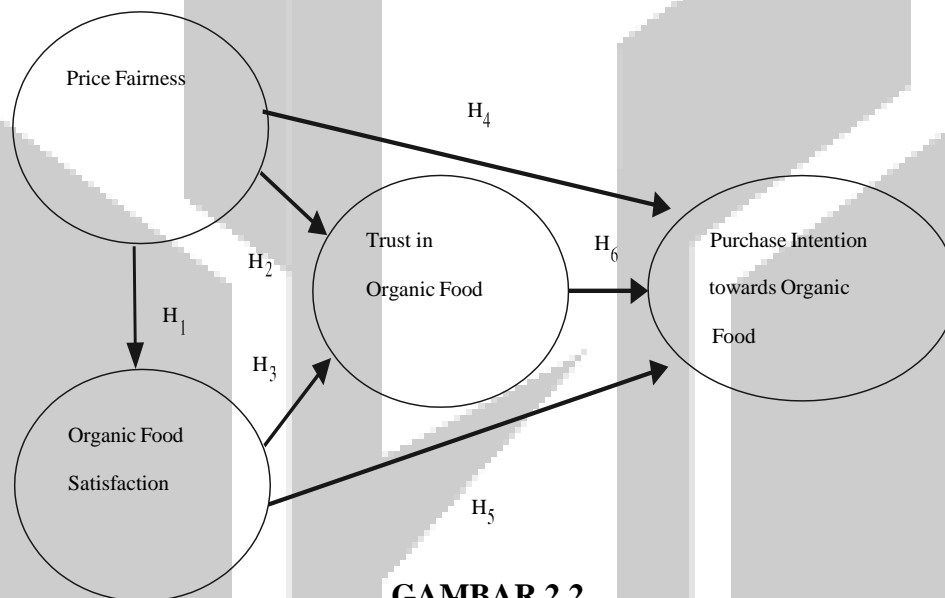 Price Fairness
H4
Trust in
Organic Food
H6
Purchase Intention
towards Organic
Food
H2
H1
H3
Organic Food
Satisfaction
H5
GAMBAR 2.2